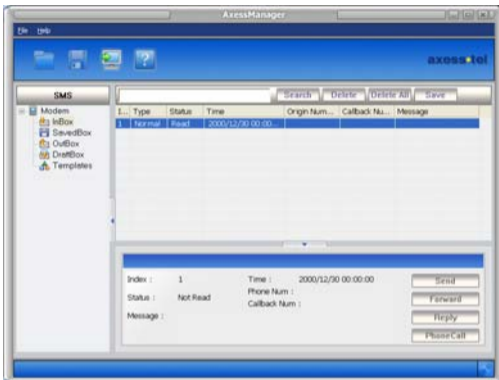 AxessManager
File Help
axess•tel
SMS
Search Delete Delete All Save
Modem
InBox
SavedBox
OutBox
DraftBox
Templates
I... Type Status Time Origin Num... Callback Nu... Message
1 Normal Read 2000/12/30 00:00...
Index : 1 Time : 2000/12/30 00:00:00
Status : Not Read Phone Num :
Callback Num :
Message :
Send
Forward
Reply
PhoneCall